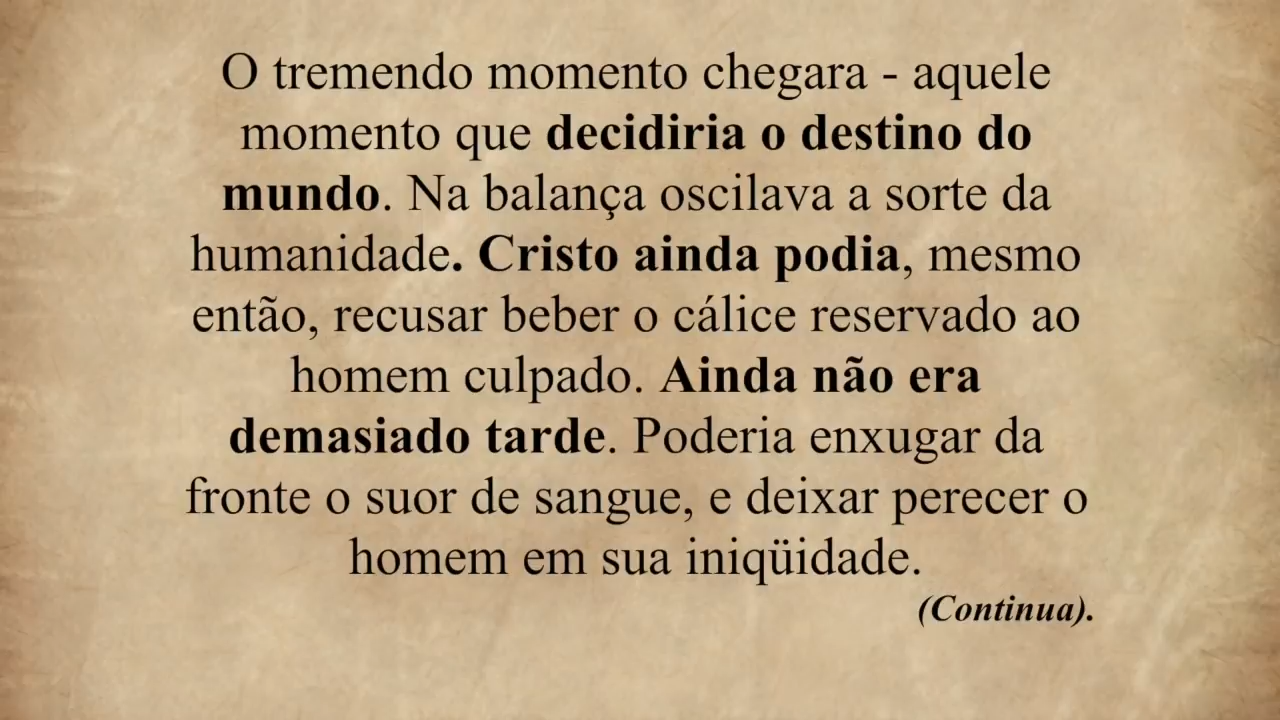 O tremendo momento chegara - aquele
momento que decidiria o destino do
mundo. Na balança oscilava a sorte da
humanidade. Cristo ainda podia, mesmo
então, recusar beber o cálice reservado ao
homem culpado. Ainda não era
demasiado tarde. Poderia enxugar da
fronte o suor de sangue, e deixar perecer o
homem em sua iniqüidade.
(Continua).